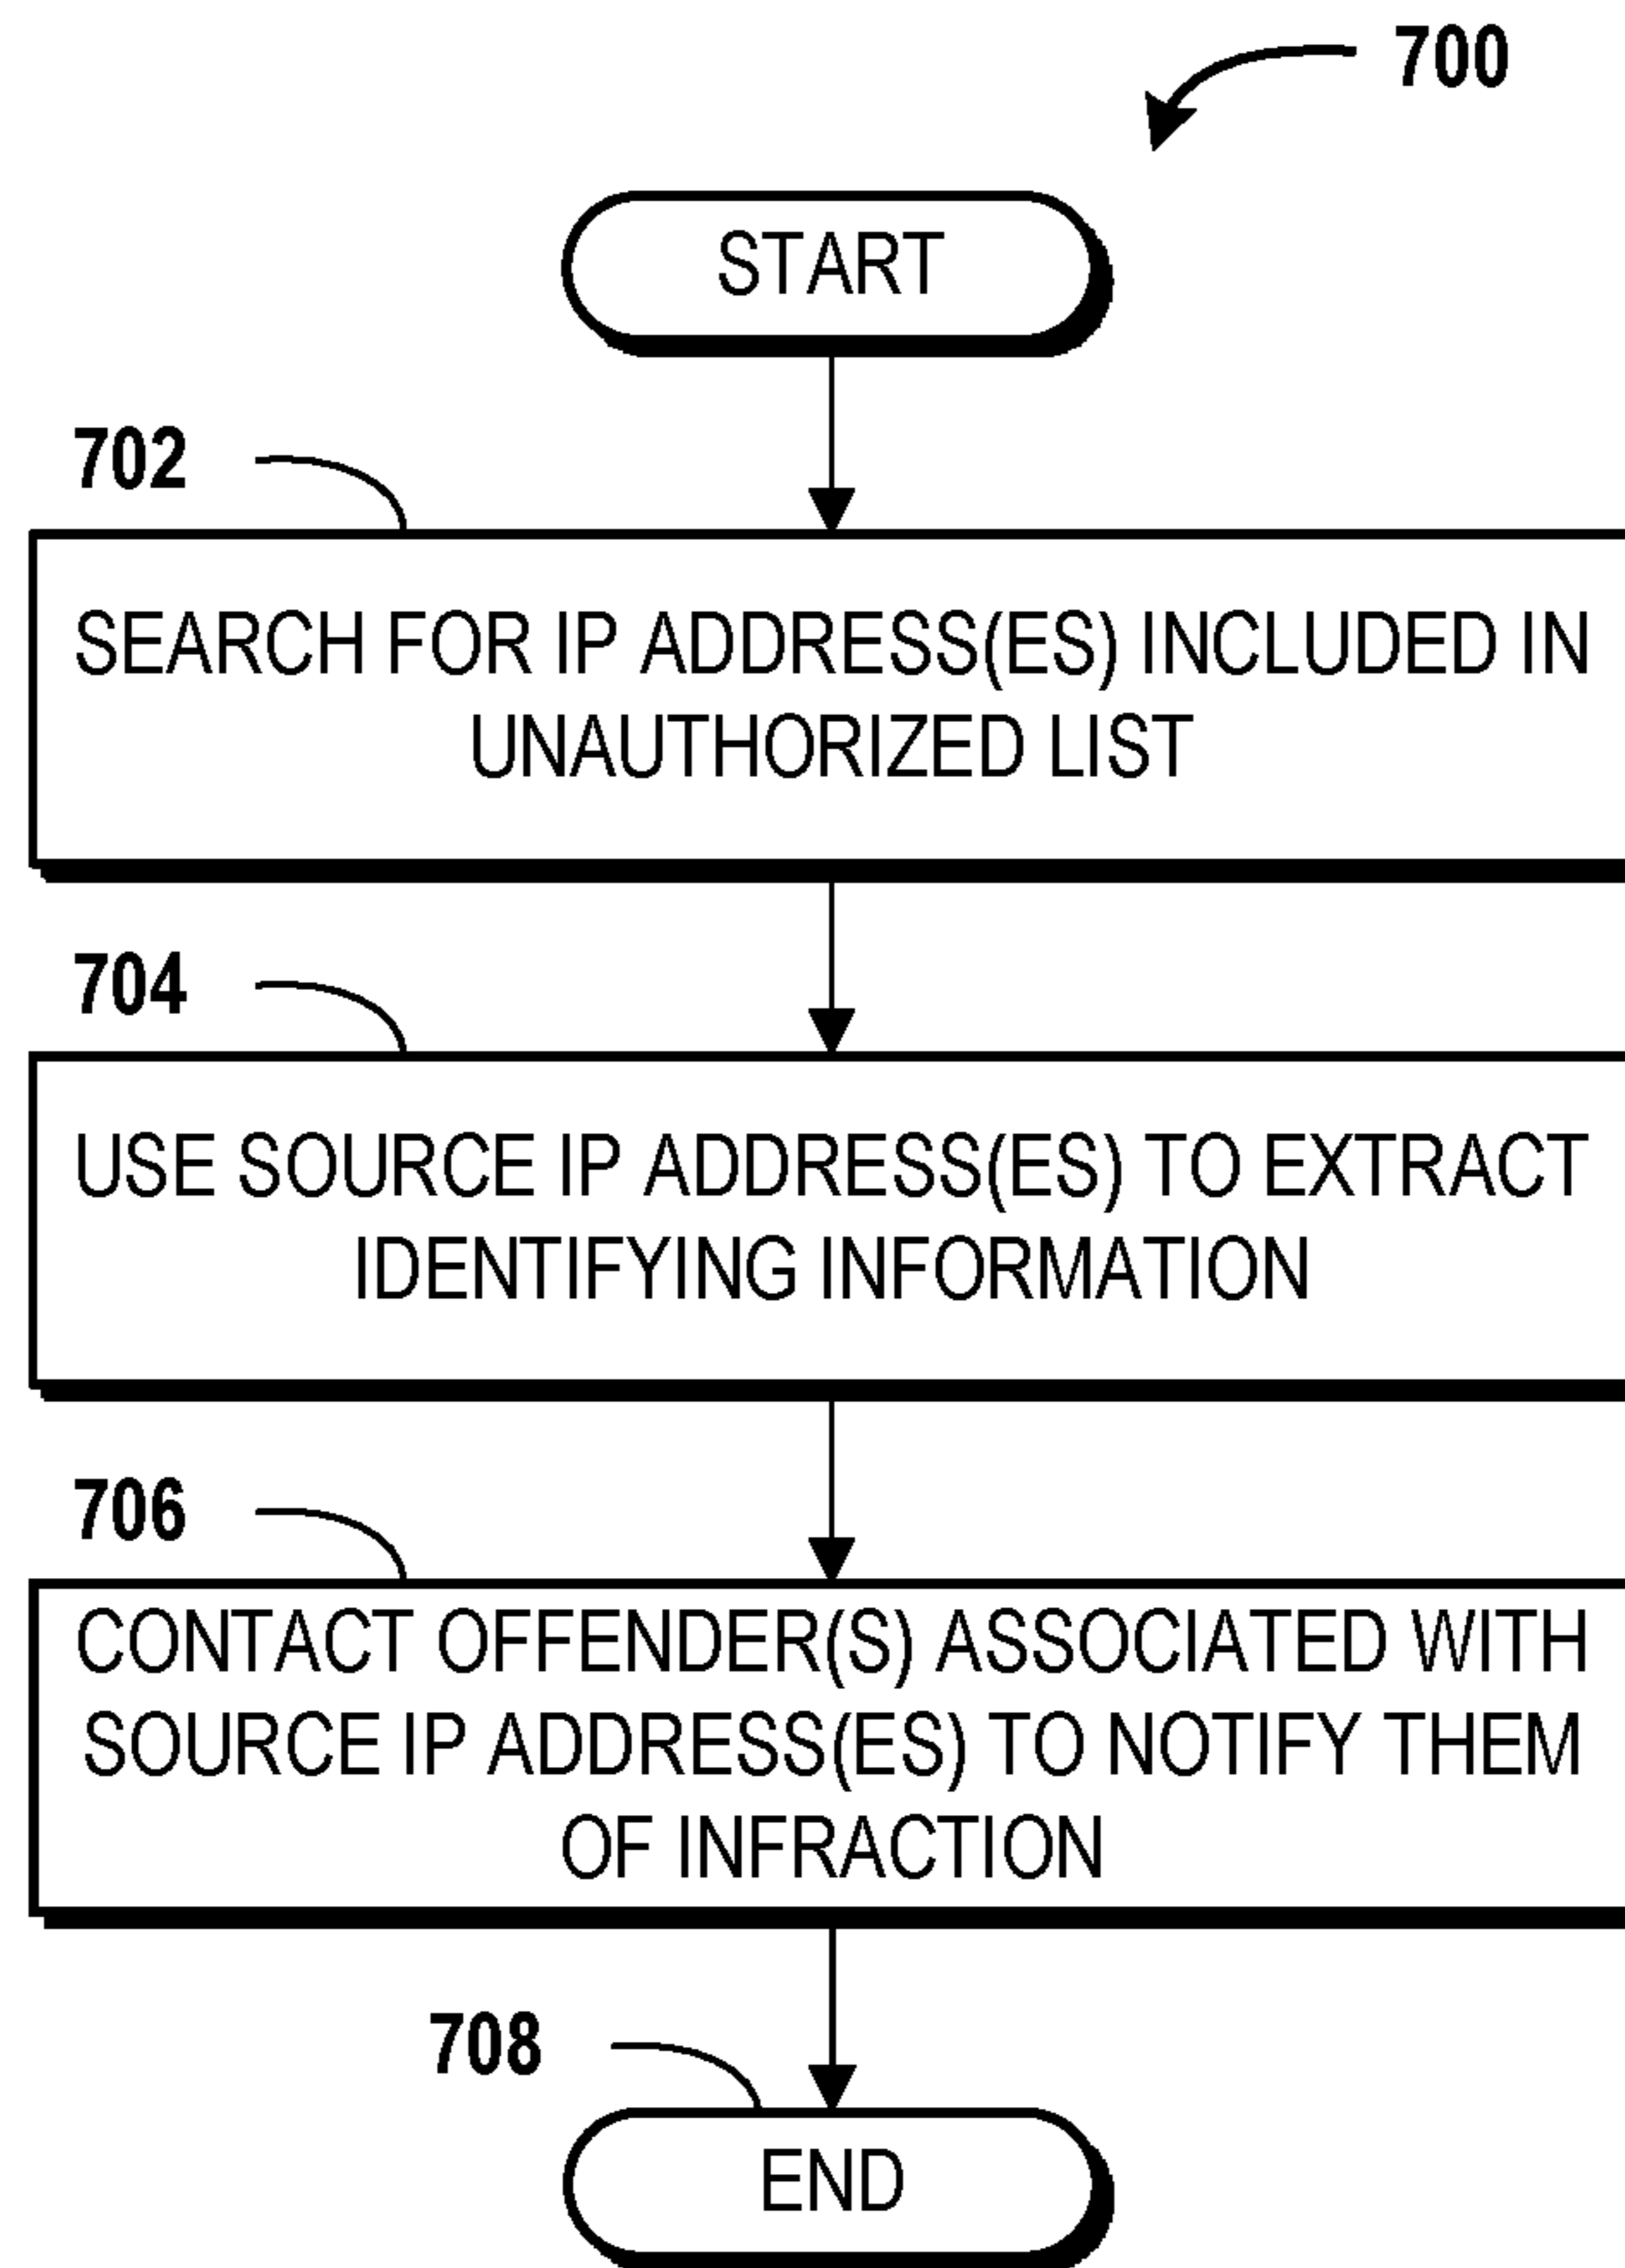 700
START
702
SEARCH FOR IP ADDRESS(ES) INCLUDED IN
UNAUTHORIZED LIST
704
USE SOURCE IP ADDRESS(ES) TO EXTRACT
IDENTIFYING INFORMATION
706
CONTACT OFFENDER(S) ASSOCIATED WITH
SOURCE IP ADDRESS(ES) TO NOTIFY THEM
OF INFRACTION
708
END